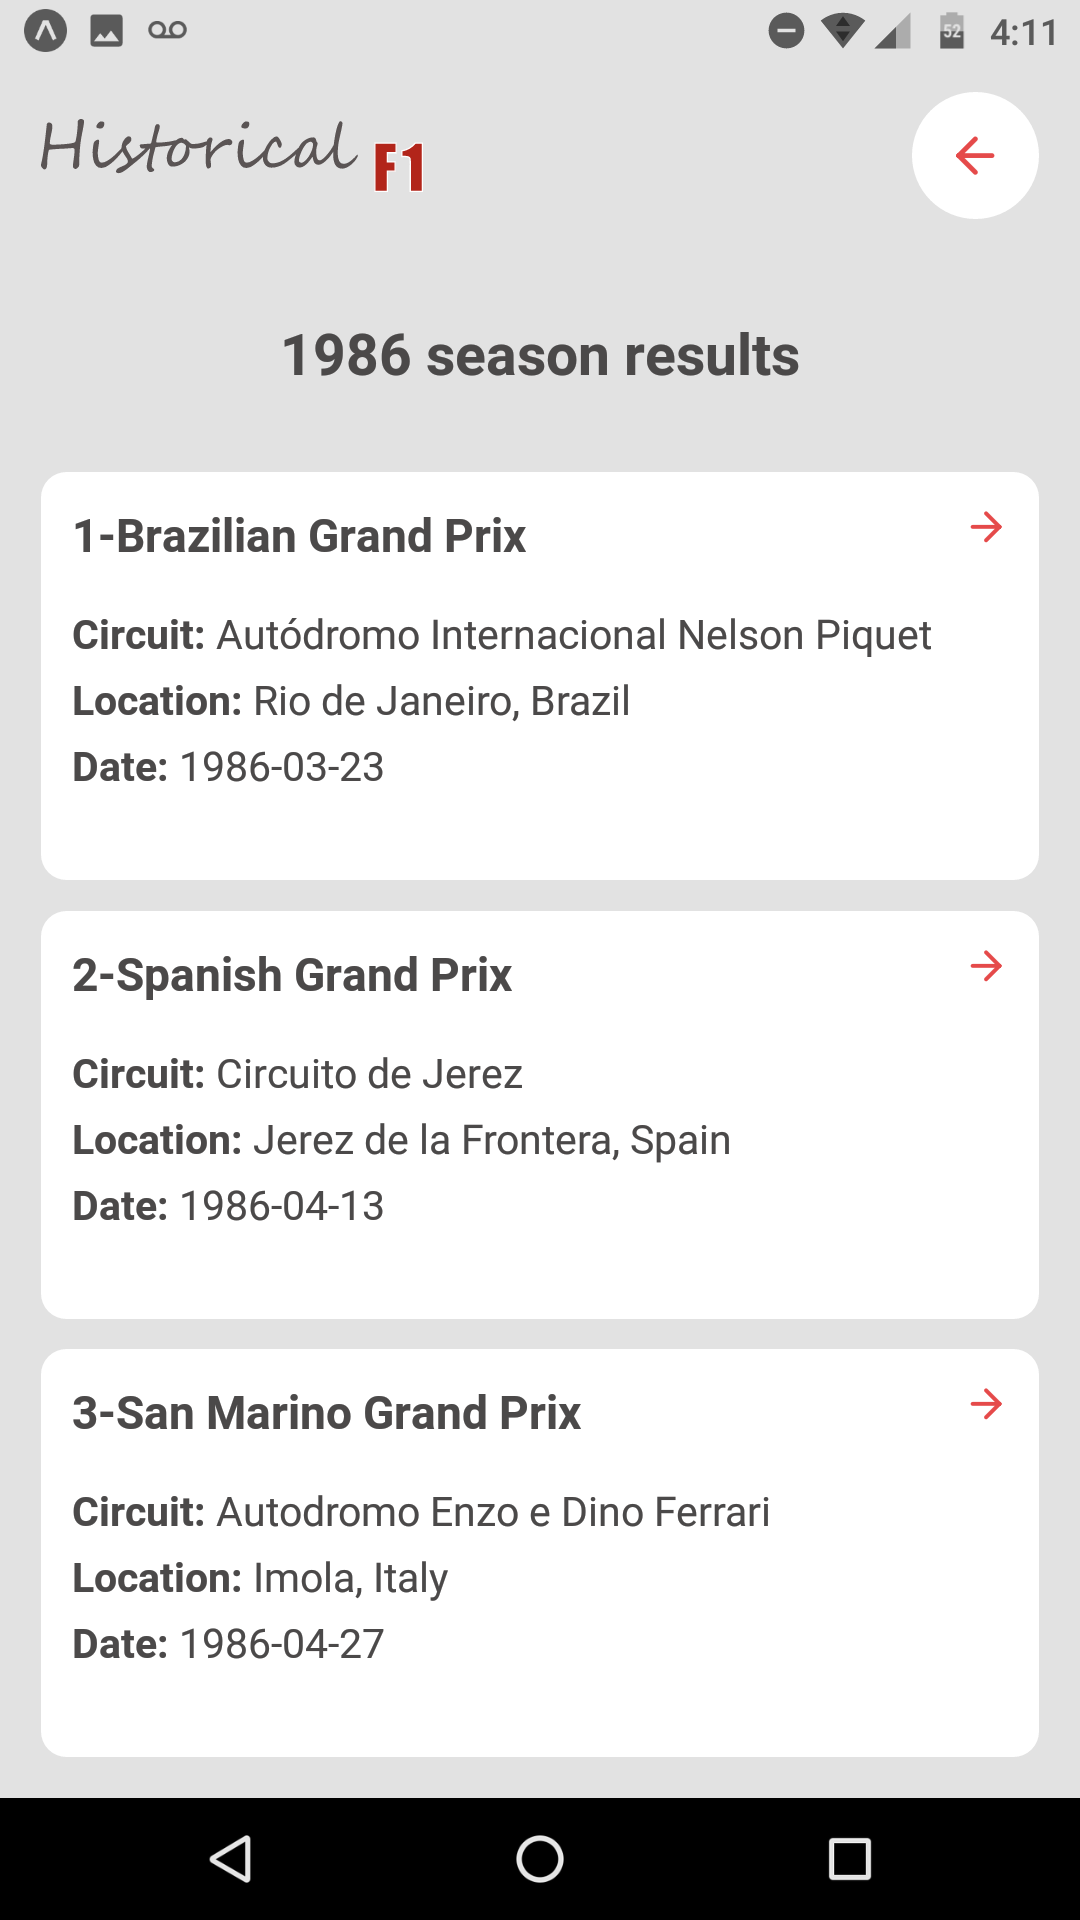 52 4:11
Historical F1
1986 season results
1-Brazilian Grand Prix
Circuit: Autódromo Internacional Nelson Piquet
Location: Rio de Janeiro, Brazil
Date: 1986-03-23
2-Spanish Grand Prix
Circuit: Circuito de Jerez
Location: Jerez de la Frontera, Spain
Date: 1986-04-13
3-San Marino Grand Prix
Circuit: Autodromo Enzo e Dino Ferrari
Location: Imola, Italy
Date: 1986-04-27